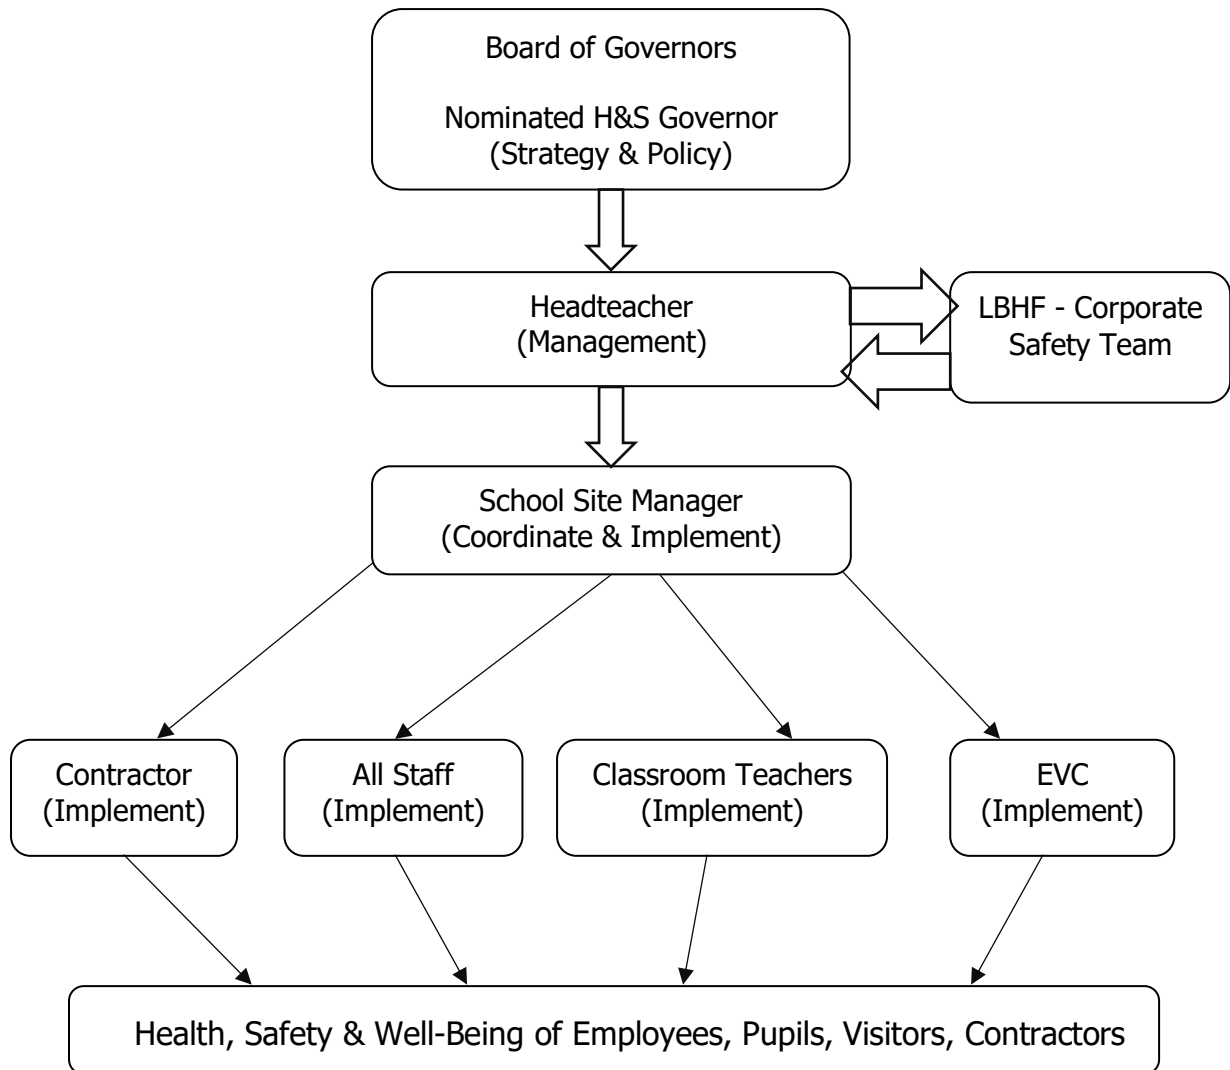 Board of Governors
Nominated H&S Governor
(Strategy & Policy)
Headteacher
(Management)
LBHF - Corporate
Safety Team
School Site Manager
(Coordinate & Implement)
Contractor
(Implement)
All Staff
(Implement)
Classroom Teachers
(Implement)
EVC
(Implement)
Health, Safety & Well-Being of Employees, Pupils, Visitors, Contractors